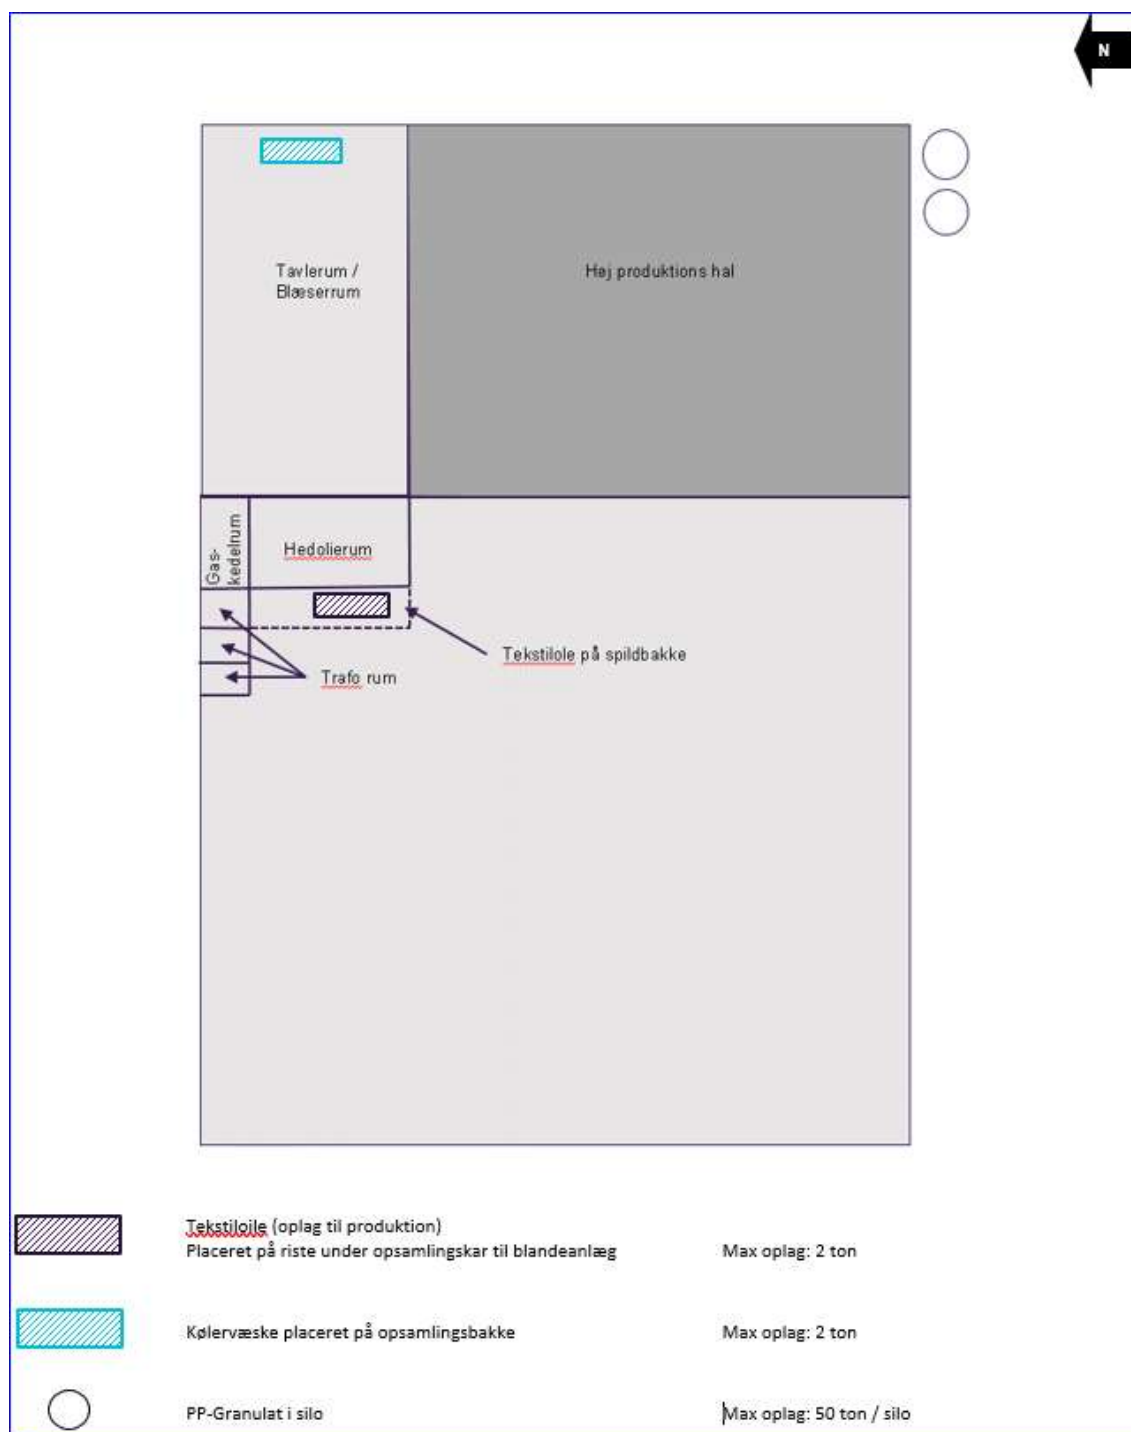 N
Tavlerum /
Blæserrum
Høj produktions hal
Gas-
kedelrum
Hedolierum
Tekstilole på spildbakke
Trafo rum
Tekstiloile (oplag til produktion)
Placeret på riste under opsamlingskar til blandeanlæg Max oplag: 2 ton
Kølervæske placeret på opsamlingsbakke Max oplag: 2 ton
PP-Granulat i silo Max oplag: 50 ton / silo